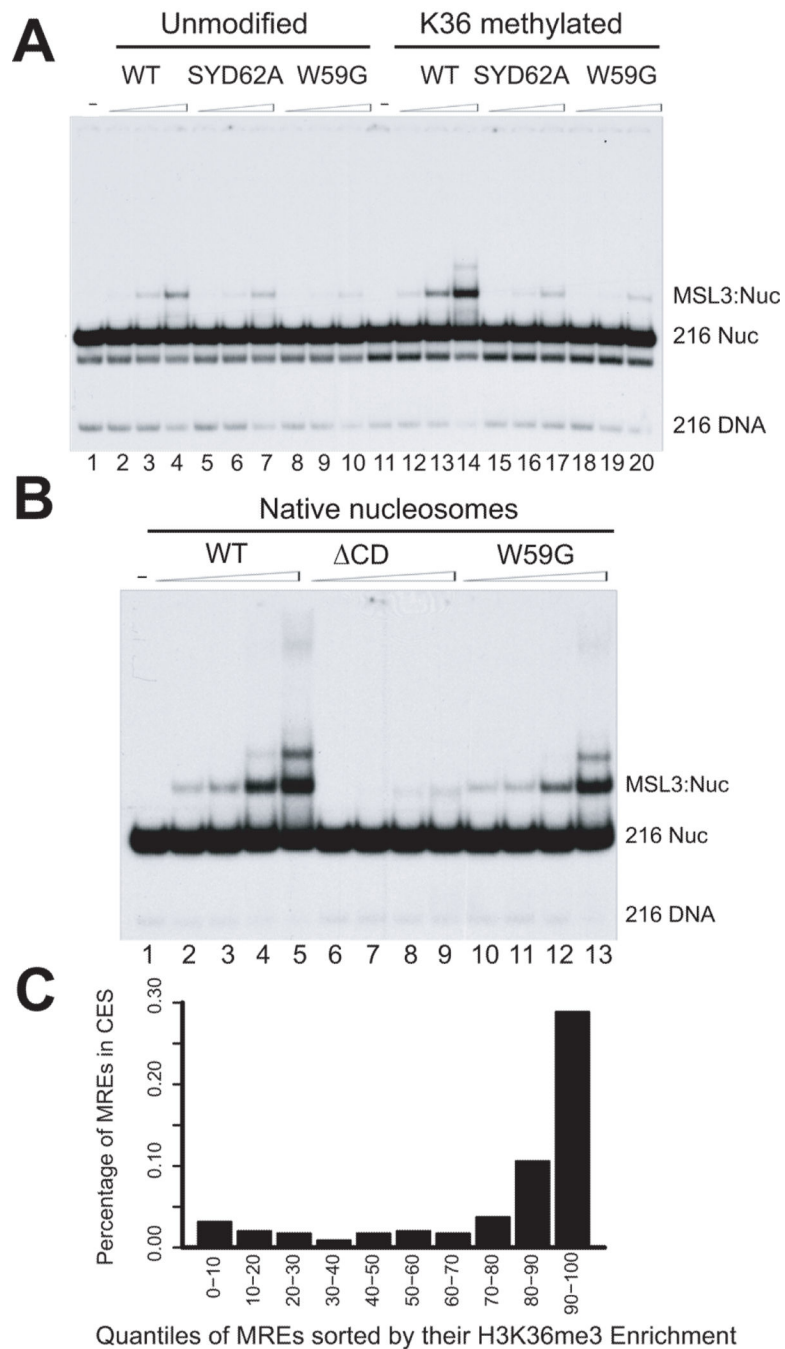 A
Unmodified K36 methylated
WT SYD62A W59G WT SYD62A W59G
– –
MSL3:Nuc
216 Nuc
216 DNA
1 2 3 4 5 6 7 8 9 10 11 12 13 14 15 16 17 18 19 20
B
Native nucleosomes
WT ΔCD W59G
–
MSL3:Nuc
216 Nuc
216 DNA
1 2 3 4 5 6 7 8 9 10 11 12 13
C
Percentage of MREs in CES
0.30
0.20
0.10
0.00
0–10 10–20 20–30 30–40 40–50 50–60 60–70 70–80 80–90 90–100
Quantiles of MREs sorted by their H3K36me3 Enrichment